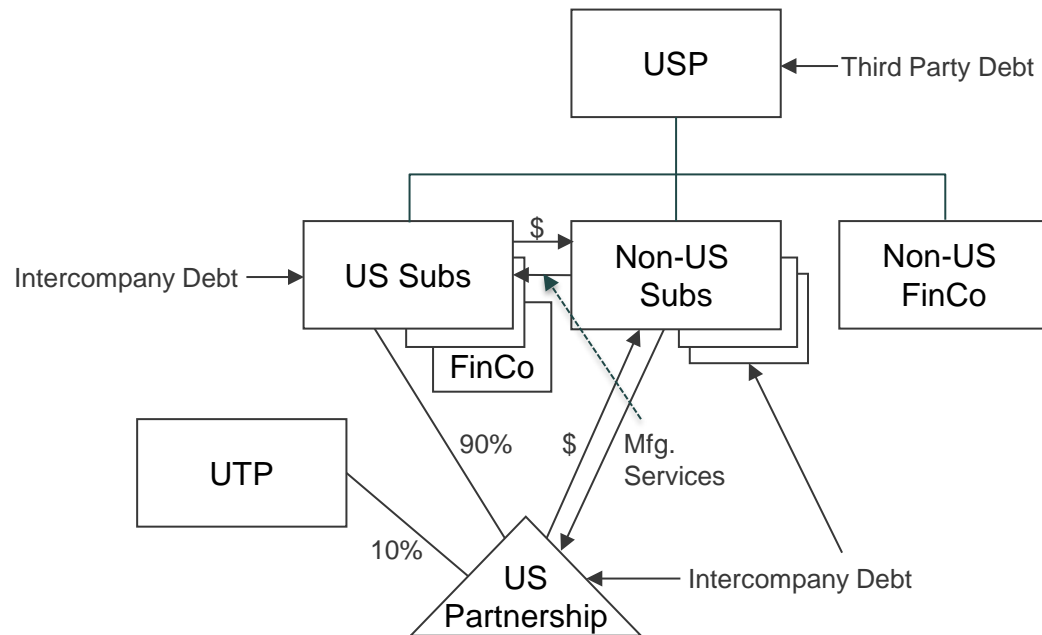 USP
Third Party Debt
$
Intercompany Debt
US Subs
Non-US
Subs
Non-US
FinCo
FinCo
UTP
90%
$
Mfg.
Services
10%
US
Partnership
Intercompany Debt